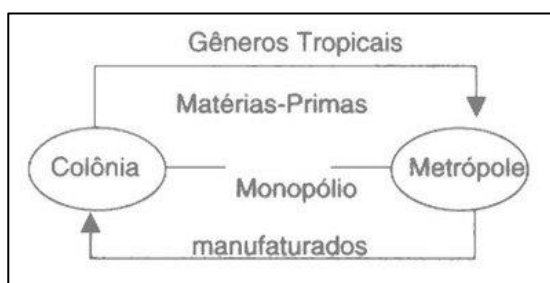 Gêneros Tropicais
Matérias-Primas
Colônia
Metrópole
Monopólio
manufaturados